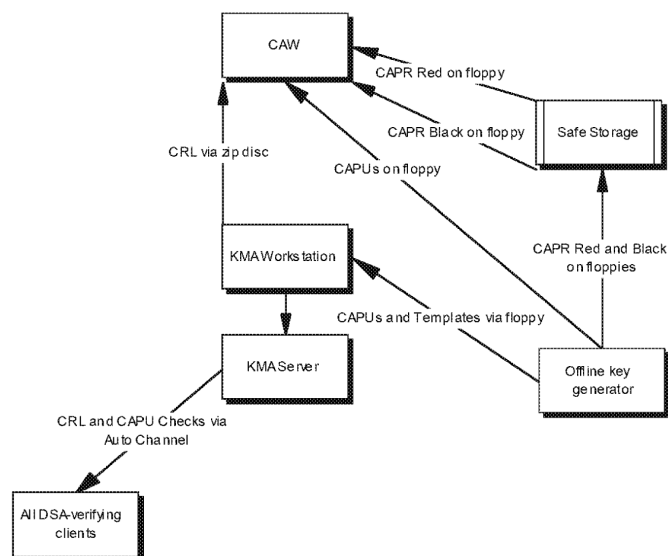 CAW
CAPR Red on floppy
CAPR Black on floppy
Safe Storage
CRL via zip disc
CAPUs on floppy
KMA Workstation
CAPR Red and Black
on floppies
CAPUs and Templates via floppy
KMA Server
Offline key
generator
CRL and CAPU Checks via
Auto Channel
All DSA-verifying
clients